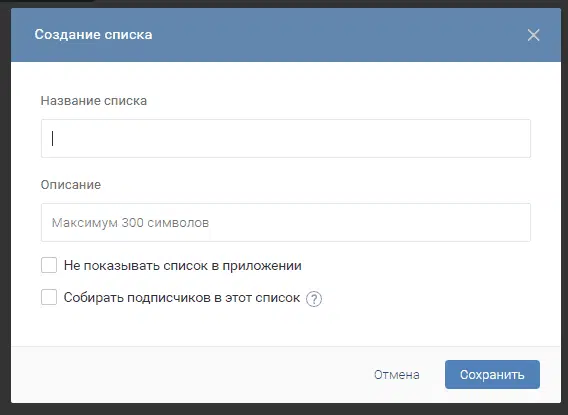 Создание списка
Название списка
Описание
Максимум 300 символов
Не показывать список в приложении
Собирать подписчиков в этот список ?
Отмена Сохранить